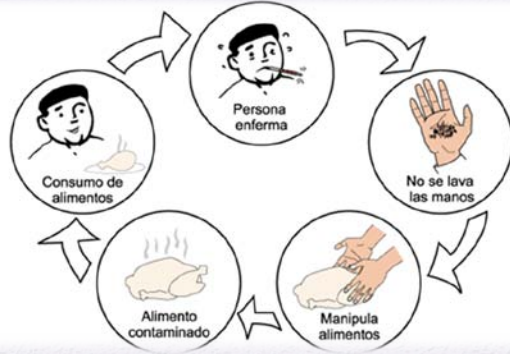 Persona
enferma
No se lava
las manos
Manipula
alimentos
Alimento
contaminado
Consumo de
alimentos